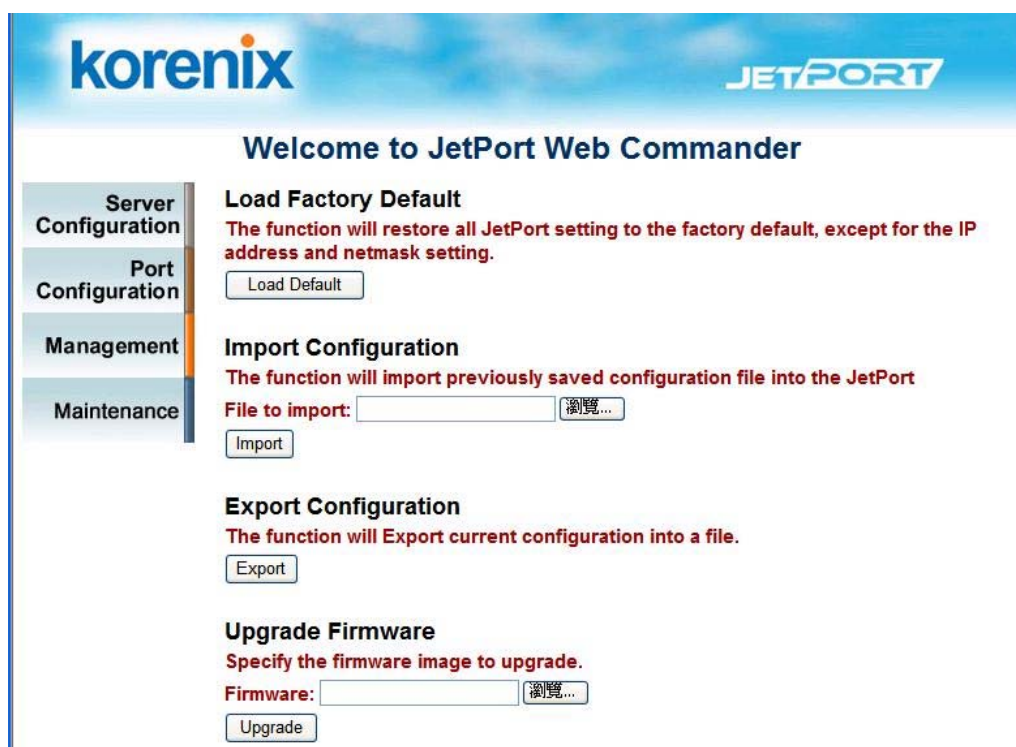 korenix
JET/PORT
Welcome to JetPort Web Commander
Server
Configuration
Port
Configuration
Management
Maintenance
Load Factory Default
The function will restore all JetPort setting to the factory default, except for the IP
address and netmask setting.
Load Default
Import Configuration
The function will import previously saved configuration file into the JetPort
File to import: 瀏覽...
Import
Export Configuration
The function will Export current configuration into a file.
Export
Upgrade Firmware
Specify the firmware image to upgrade.
Firmware: 瀏覽...
Upgrade